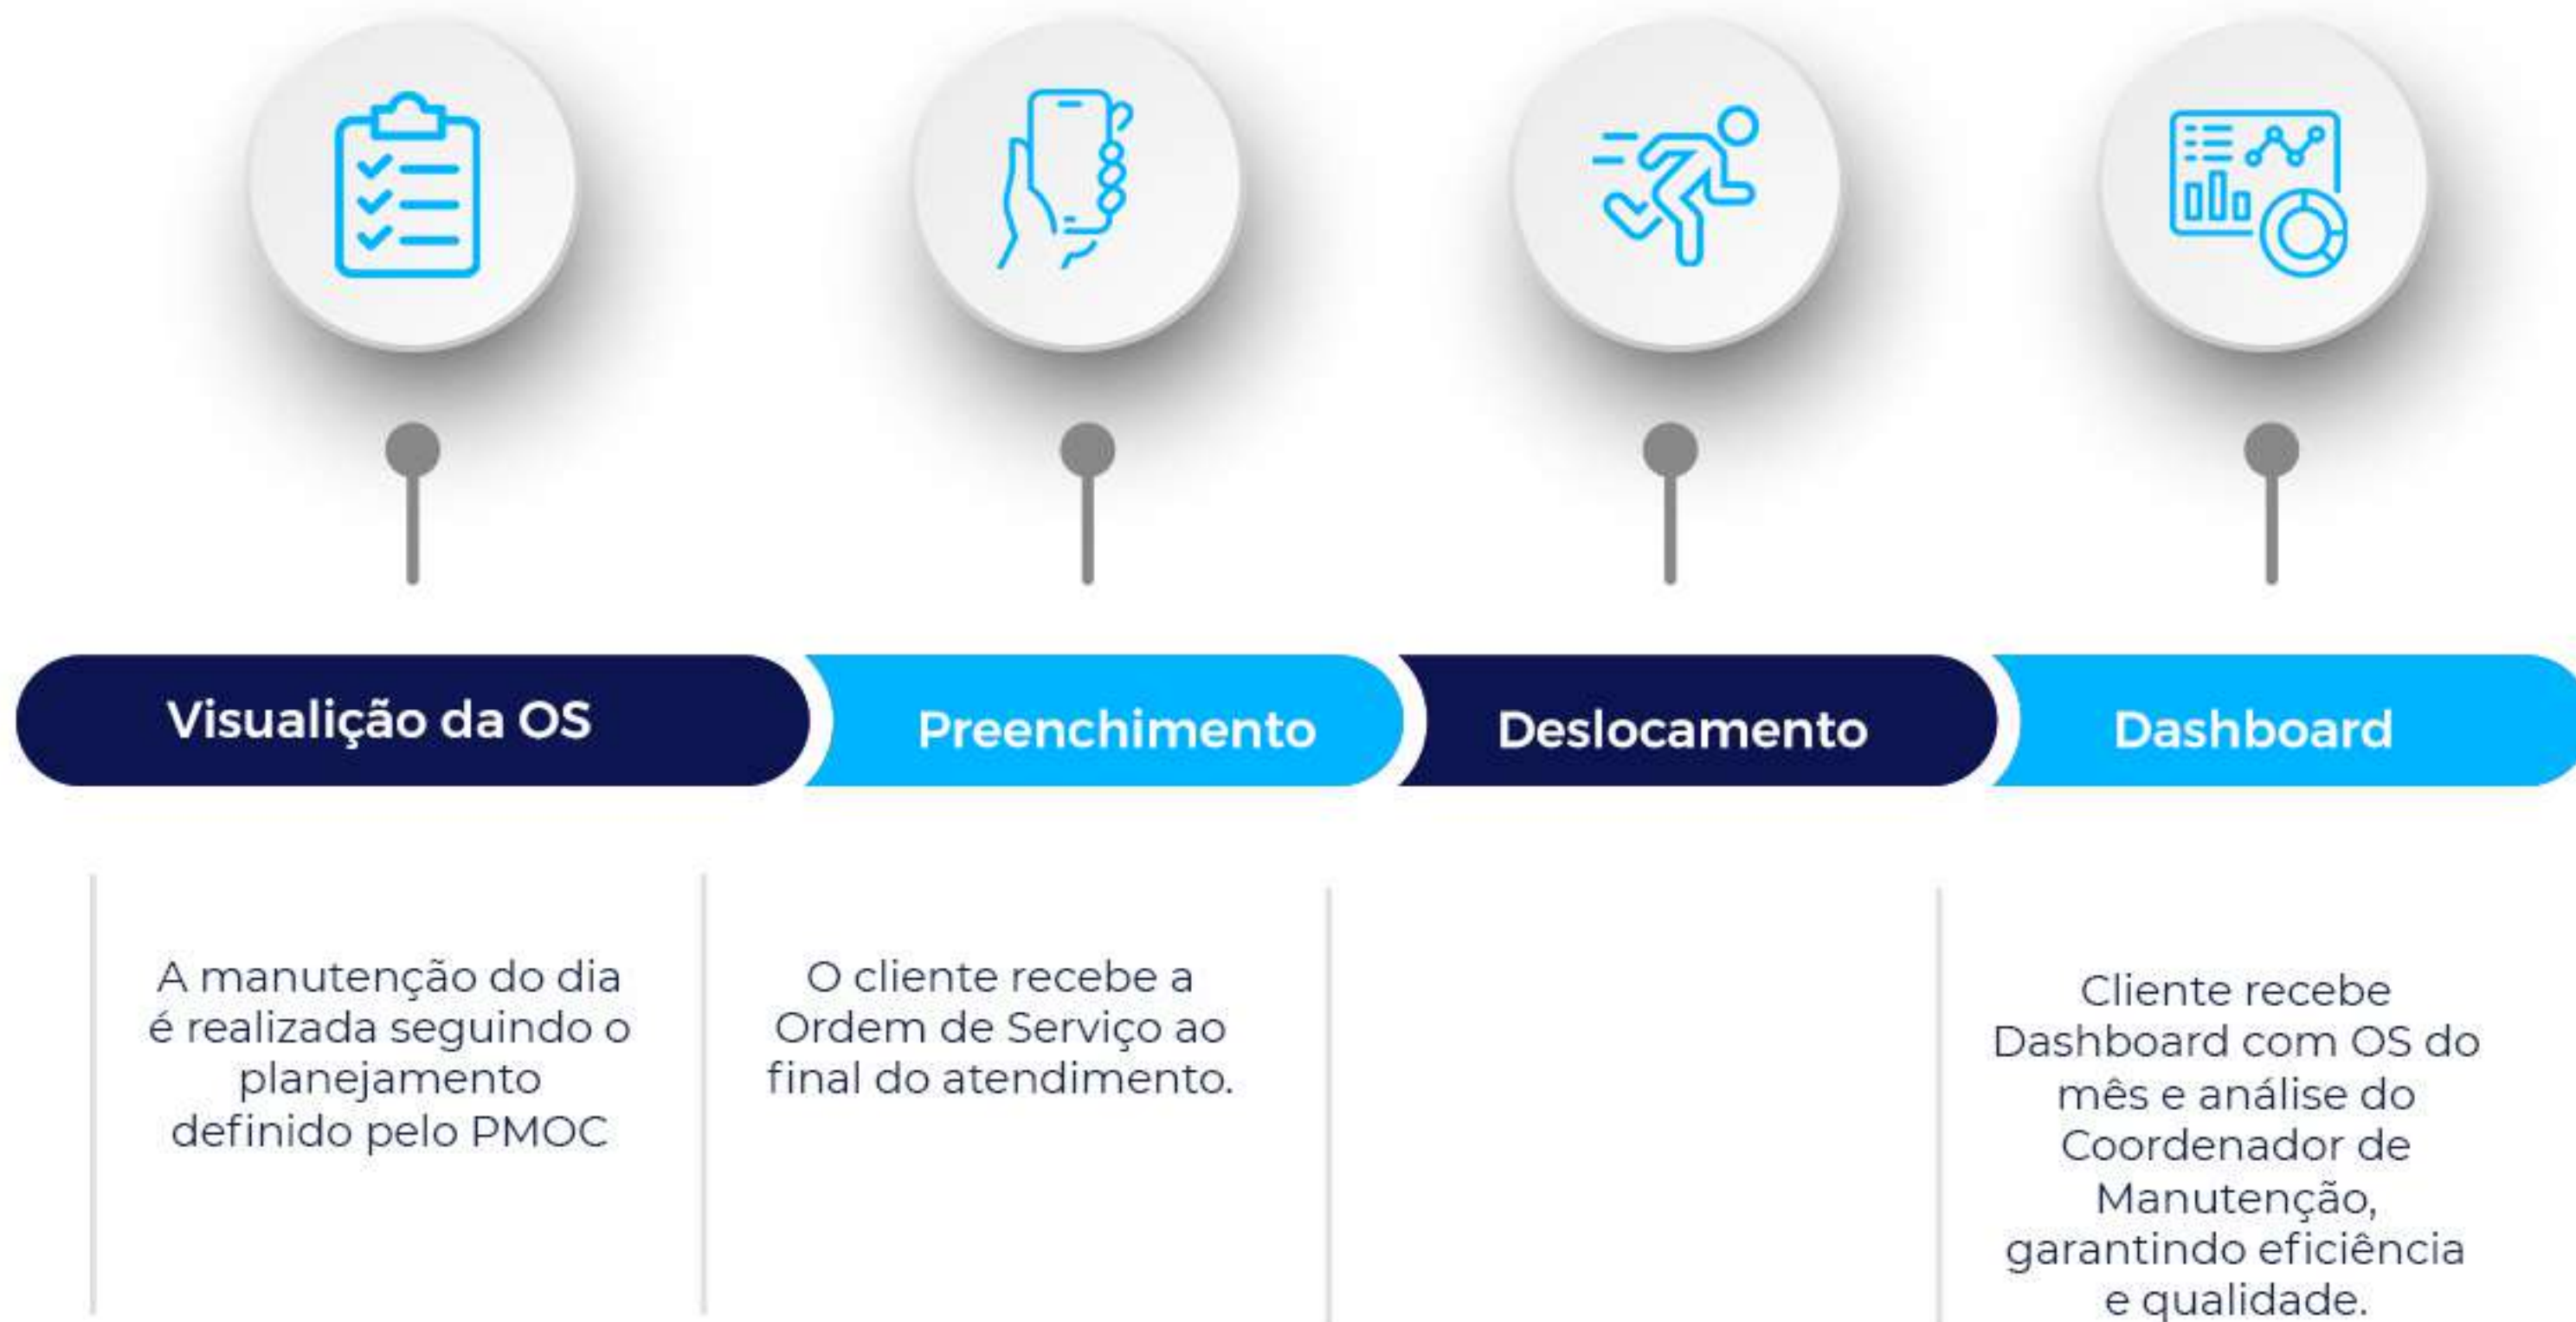 Visualição da OS
Preenchimento
Deslocamento
Dashboard
A manutenção do dia
é realizada seguindo o
planejamento
definido pelo PMOC
O cliente recebe a
Ordem de Serviço ao
final do atendimento.
Cliente recebe
Dashboard com OS do
mês e análise do
Coordenador de
Manutenção,
garantindo eficiência
e qualidade.